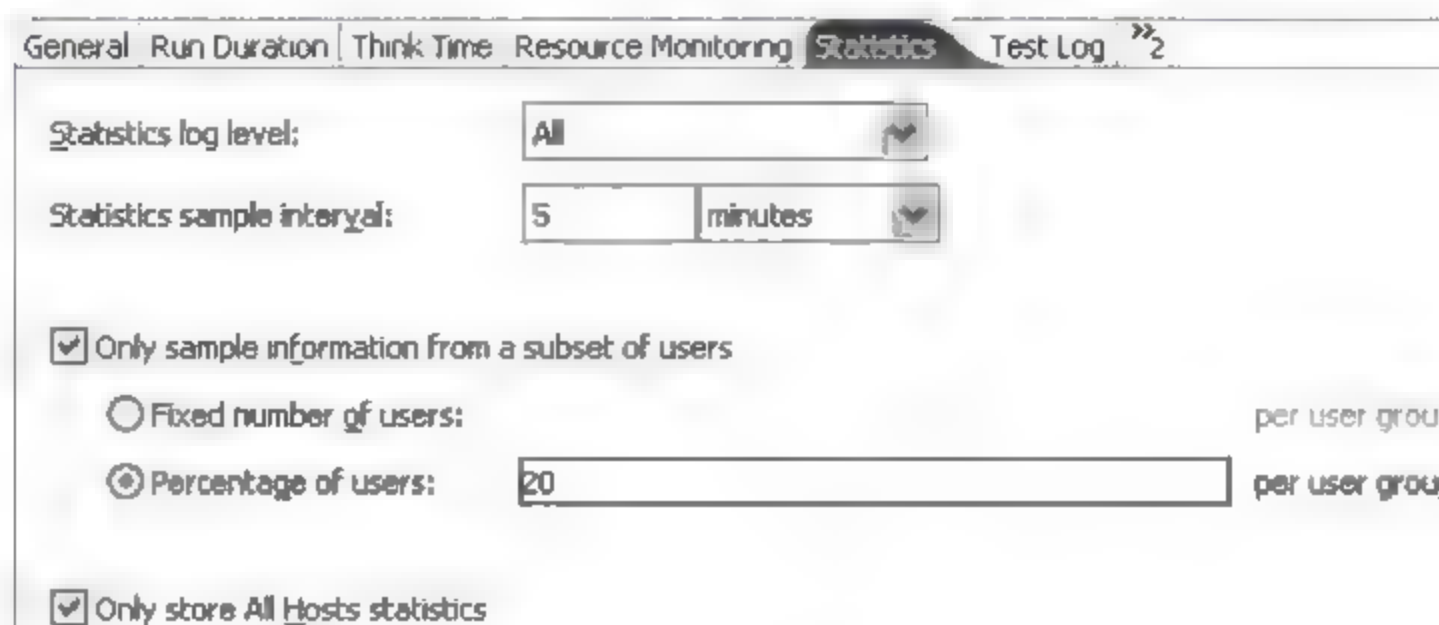 General Run Duration Think Time Resource Monitoring Statistics Test Log »2
Statistics log level: All
Statistics sample interval: 5 minutes
Only sample information from a subset of users
Fixed number of users: per user grou
Percentage of users: 20 per user grou
Only store All Hosts statistics